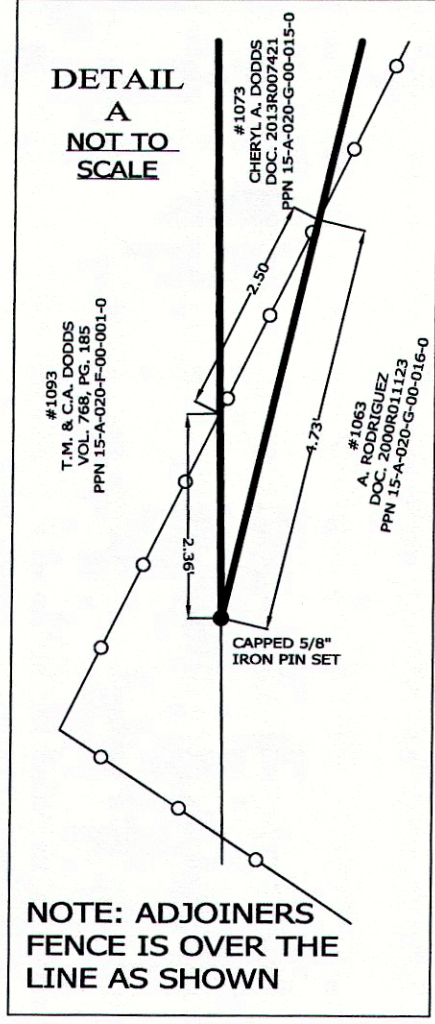 DETAIL
A
NOT TO
SCALE
#1073
CHERYL A. DODDS
DOC. 2013R007421
PPN 15-A-020-G-00-015-0
#1093
T.M. & C.A. DODDS
VOL. 768, PG. 185
PPN 15-A-020-F-00-001-0
2.50
2.36'
4.73'
#1063
A. RODRIGUEZ
DOC. 2000R011123
PPN 15-A-020-G-00-016-0
CAPPED 5/8"
IRON PIN SET
NOTE: ADJOINERS
FENCE IS OVER THE
LINE AS SHOWN